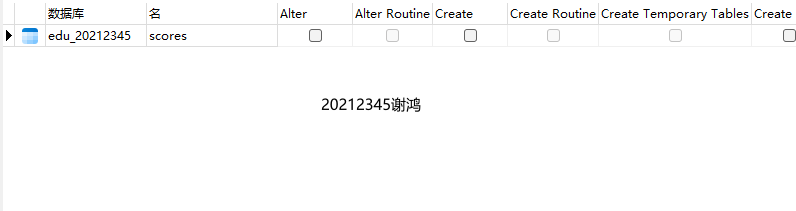 数据库 名 Alter Alter Routine Create Create Routine Create Temporary Tables Create
edu_20212345 scores
20212345谢鸿